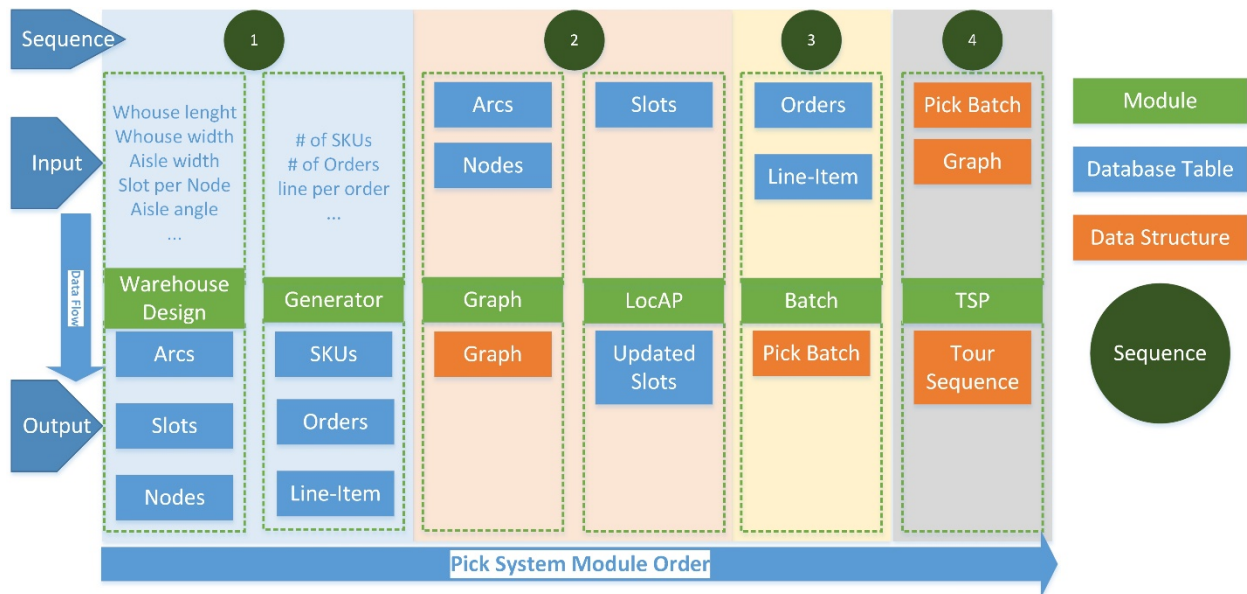 Sequence
1
2
3
4
Input
Whouse lenght
Whouse width
Aisle width
Slot per Node
Aisle angle
...
# of SKUs
# of Orders
line per order
...
Arcs
Nodes
Slots
Orders
Line-Item
Pick Batch
Graph
Module
Database Table
Data Structure
Sequence
Data Flow
Warehouse
Design
Generator
Graph
LocAP
Batch
TSP
Output
Arcs
Slots
Nodes
SKUs
Orders
Line-Item
Graph
Updated
Slots
Pick Batch
Tour
Sequence
Pick System Module Order